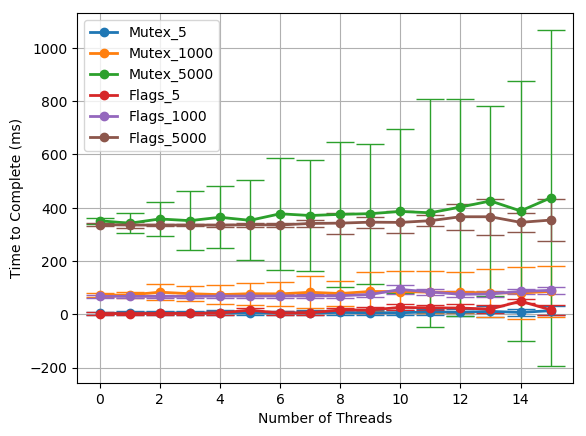 Mutex_5
Mutex_1000
Mutex_5000
Flags_5
Flags_1000
Flags_5000
1000
800
600
400
200
0
−200
Time to Complete (ms)
0 2 4 6 8 10 12 14
Number of Threads